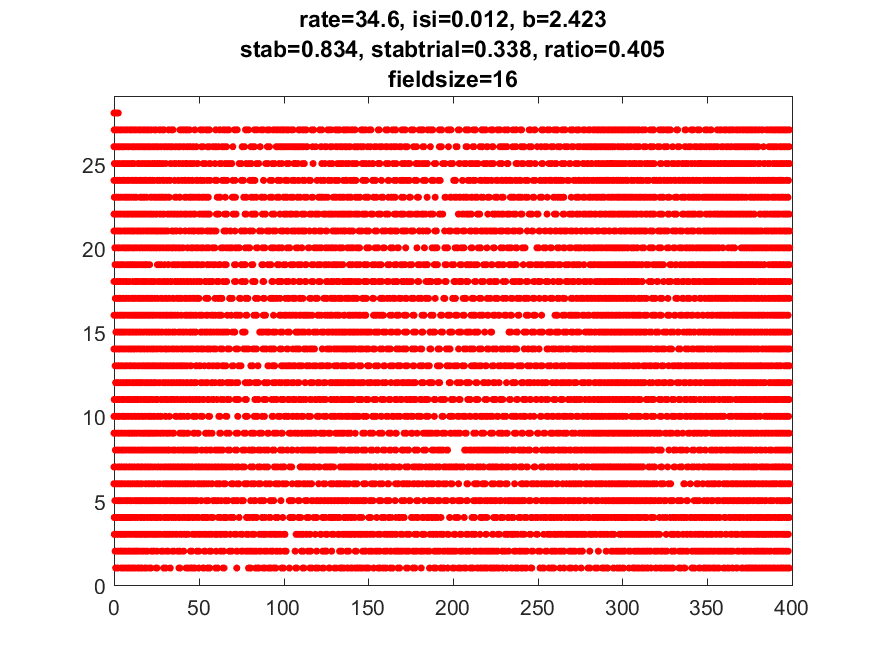 rate=34.6, isi=0.012, b=2.423
stab=0.834, stabtrial=0.338, ratio=0.405
fieldsize=16
25
20
15
10
5
0
0 50 100 150 200 250 300 350 400